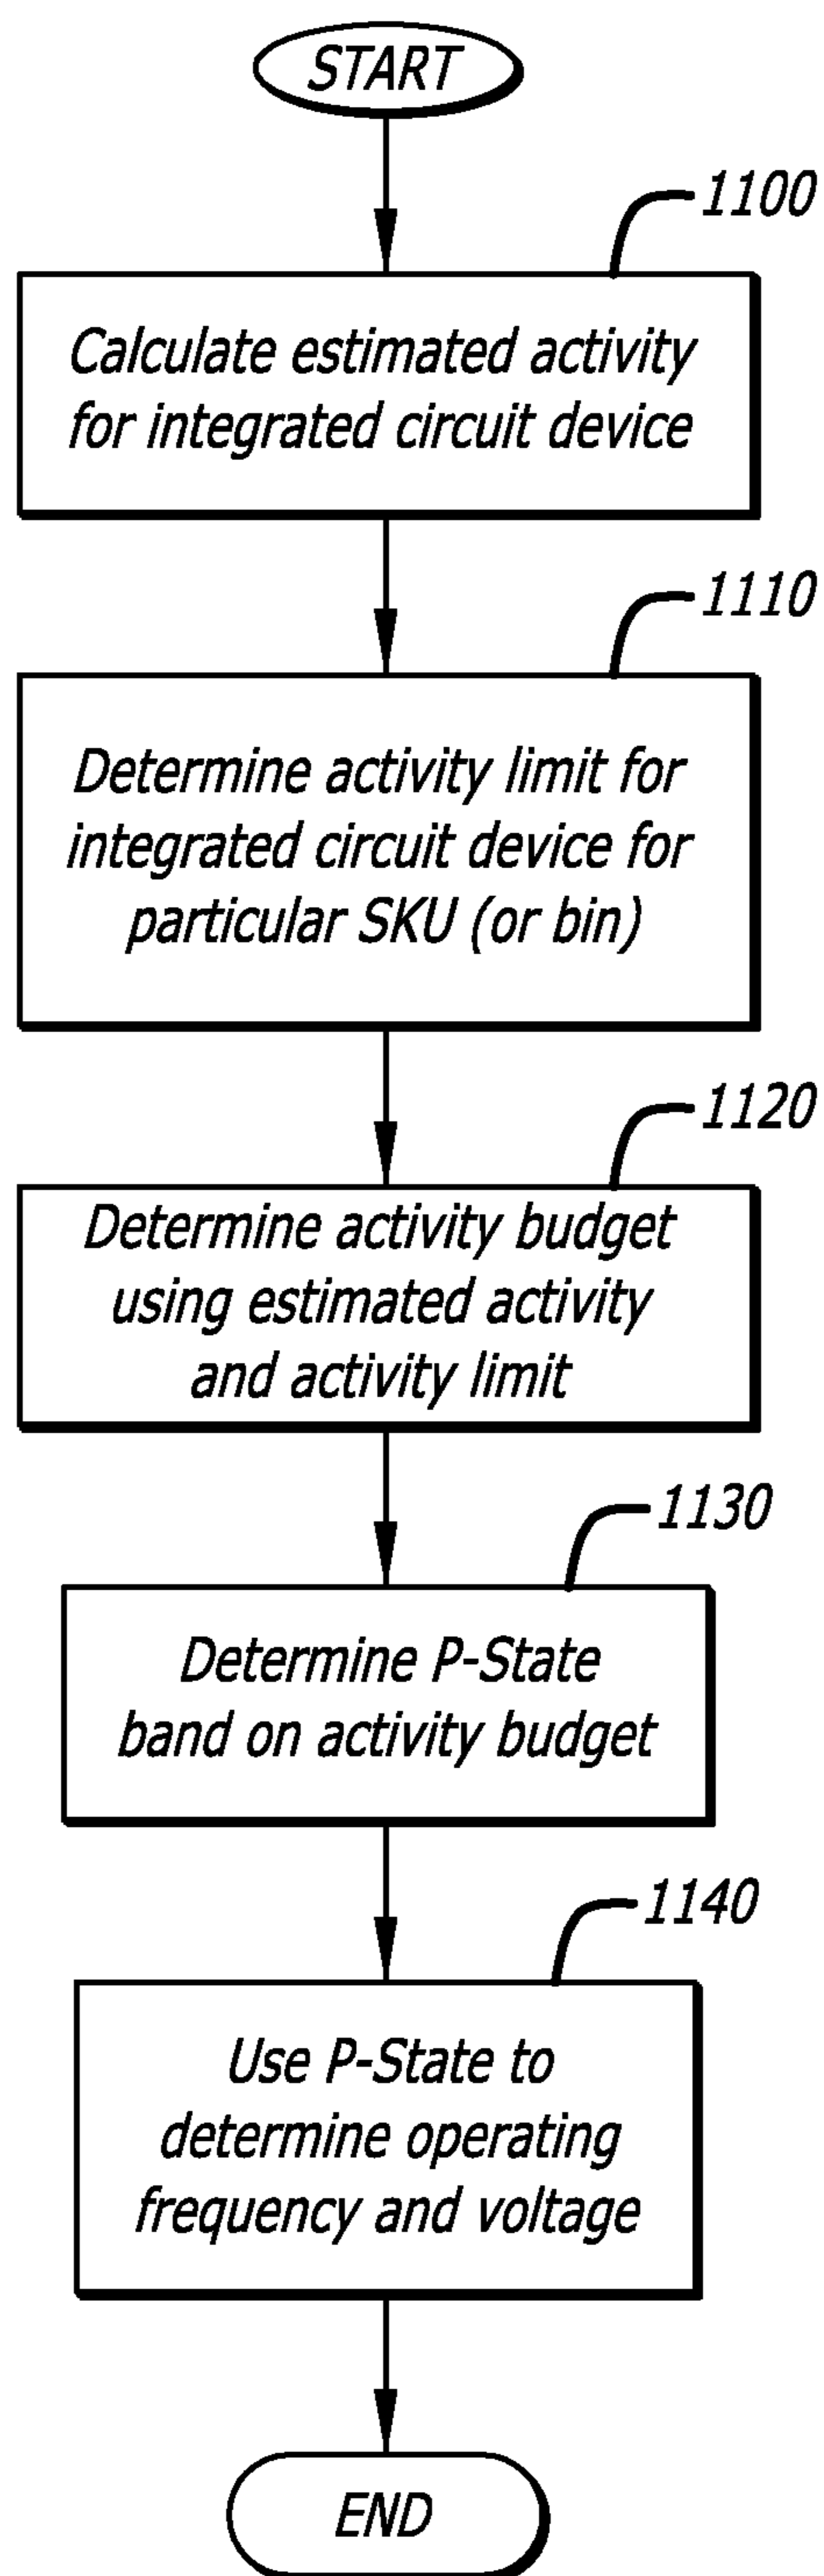 START
1100
Calculate estimated activity
for integrated circuit device
1110
Determine activity limit for
integrated circuit device for
particular SKU (or bin)
1120
Determine activity budget
using estimated activity
and activity limit
1130
Determine P-State
band on activity budget
1140
Use P-State to
determine operating
frequency and voltage
END